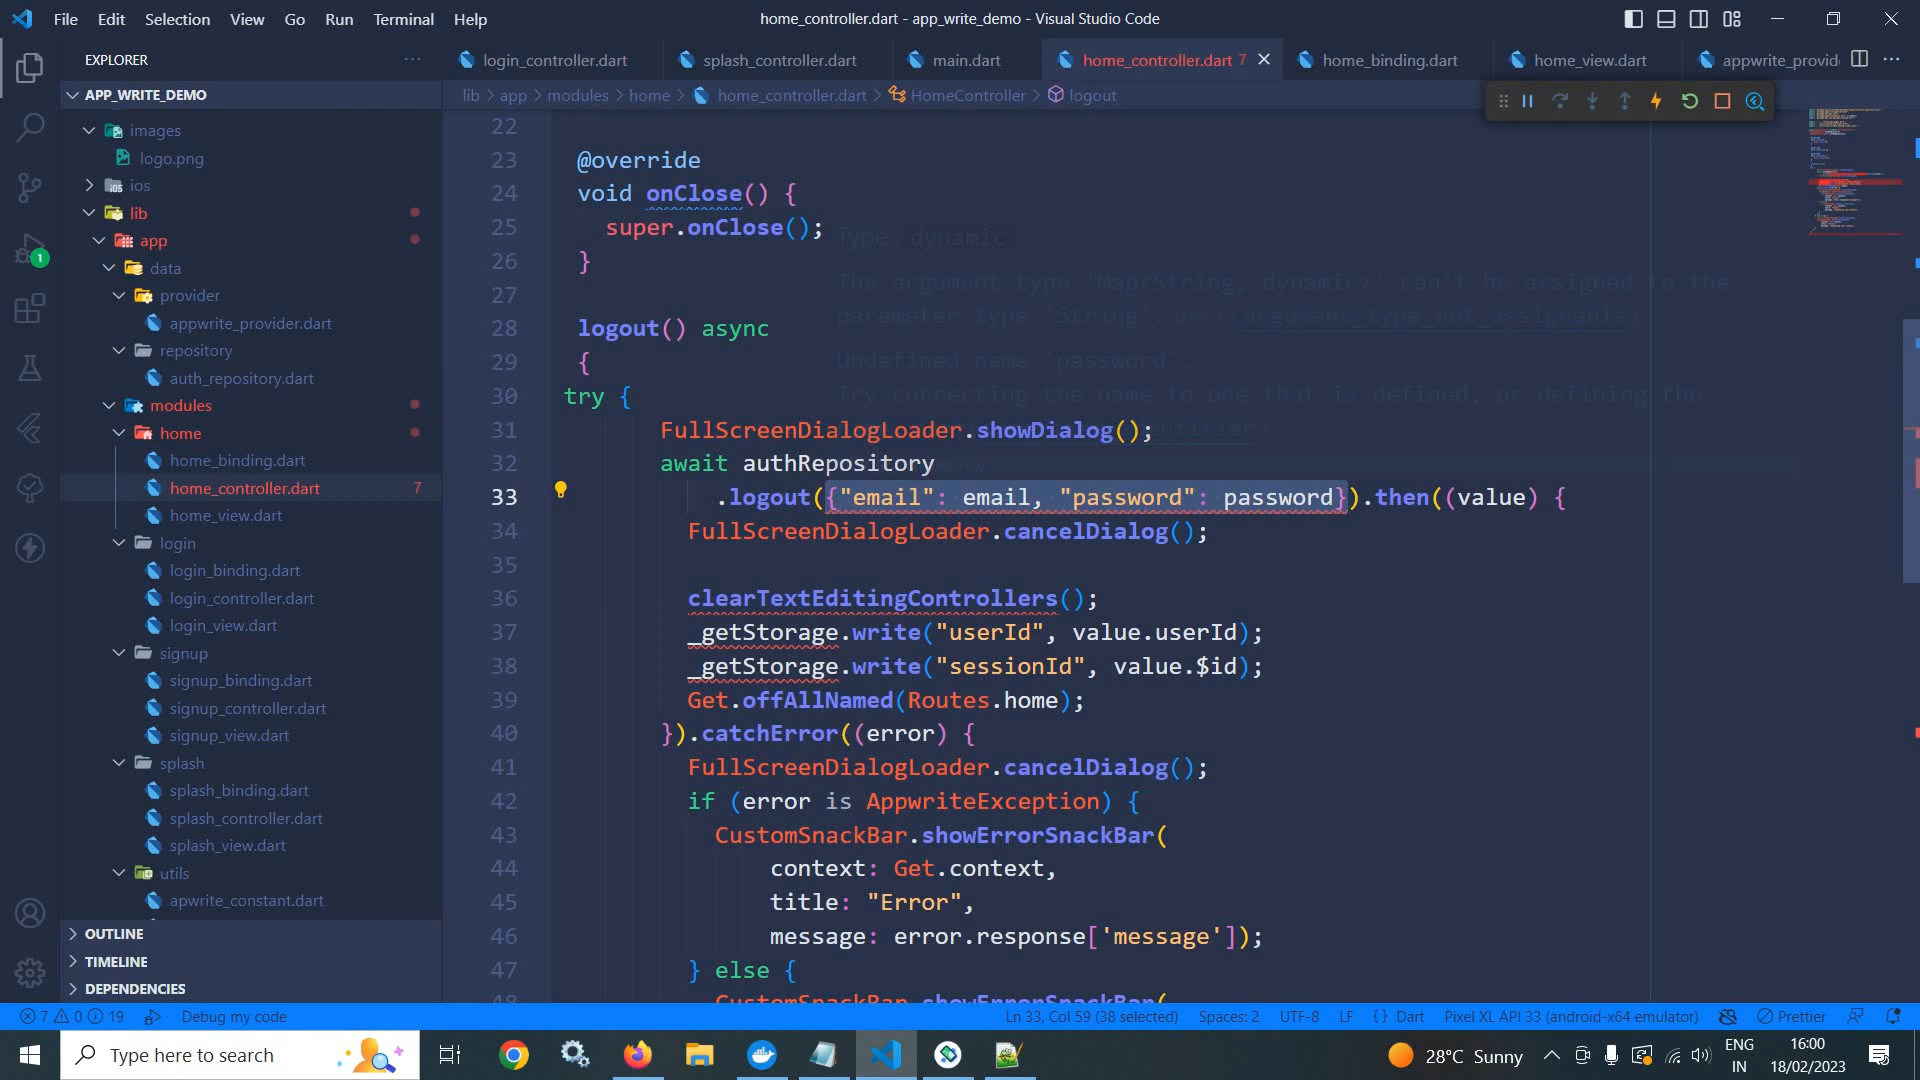 File Edit Selection View Go Run Terminal Help
home_controller.dart - app_write_demo - Visual Studio Code
EXPLORER
login_controller.dart
splash_controller.dart
main.dart
home_controller.dart 7
home_binding.dart
home_view.dart
appwrite_provid
APP_WRITE_DEMO
lib > app > modules > home > home_controller.dart > HomeController > logout
images
logo.png
ios
lib
app
data
provider
appwrite_provider.dart
repository
auth_repository.dart
modules
home
home_binding.dart
home_controller.dart 7
home_view.dart
login
login_binding.dart
login_controller.dart
login_view.dart
signup
signup_binding.dart
signup_controller.dart
signup_view.dart
splash
splash_binding.dart
splash_controller.dart
splash_view.dart
utils
apwrite_constant.dart
OUTLINE
TIMELINE
DEPENDENCIES
22
23 @override
24 void onClose() {
25 super.onClose();
26 }
27
28 logout() async
29 {
30 try {
31 FullScreenDialogLoader.showDialog();
32 await authRepository
33 .logout({"email": email, "password": password}).then((value) {
34 FullScreenDialogLoader.cancelDialog();
35
36 clearTextEditingControllers();
37 _getStorage.write("userId", value.userId);
38 _getStorage.write("sessionId", value.$id);
39 Get.offAllNamed(Routes.home);
40 }).catchError((error) {
41 FullScreenDialogLoader.cancelDialog();
42 if (error is AppwriteException) {
43 CustomSnackBar.showErrorSnackBar(
44 context: Get.context,
45 title: "Error",
46 message: error.response['message']);
47 } else {
48 CustomSnackBar.showErrorSnackBar(
Type: dynamic
The argument type 'Map<String, dynamic>' can't be assigned to the
parameter type 'String'
Undefined name 'password'.
Try correcting the name to one that is defined, or defining the
1
7 0 19 Debug my code
Ln 33, Col 59 (38 selected) Spaces: 2 UTF-8 LF {} Dart Pixel XL API 33 (android-x64 emulator) Prettier
Type here to search
28°C Sunny
ENG
IN
16:00
18/02/2023